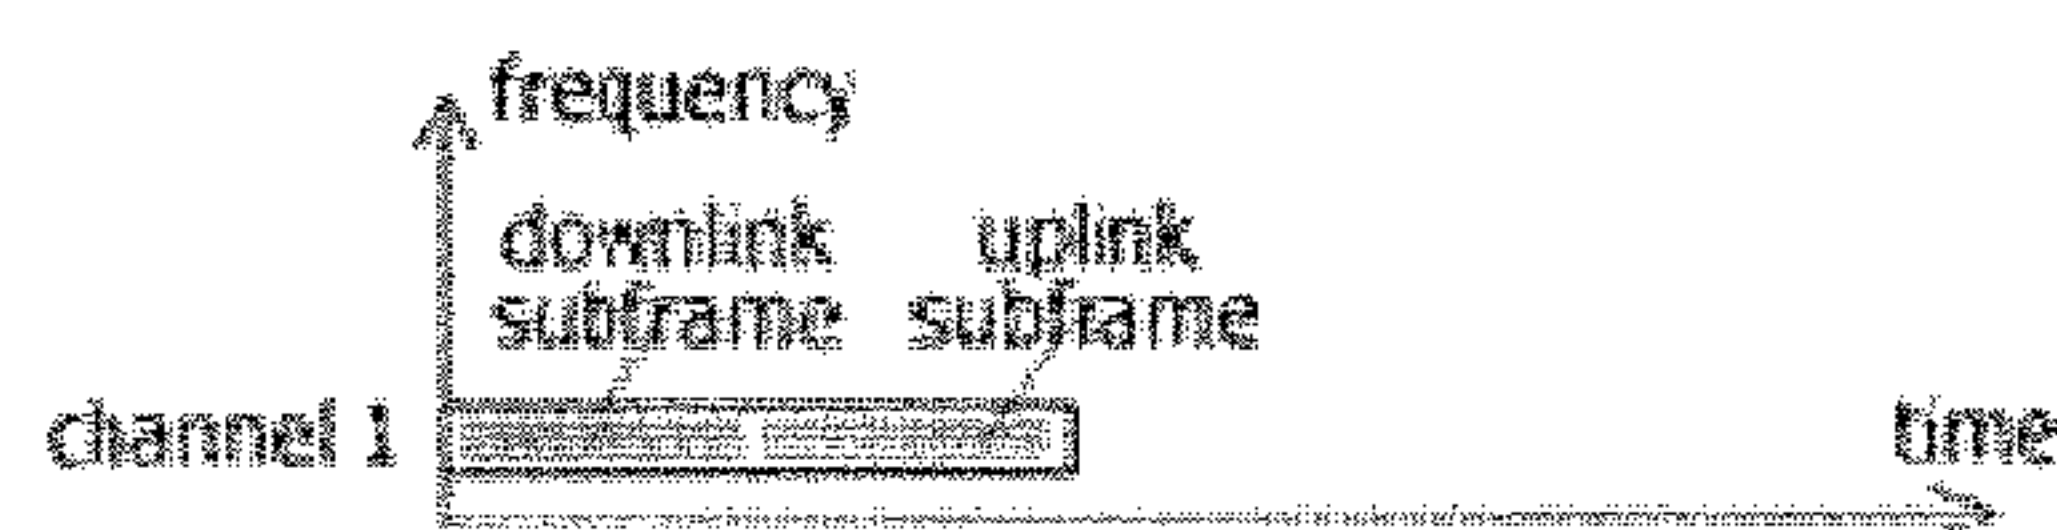 frequency
downlink uplink
subframe subframe
channel 1
time